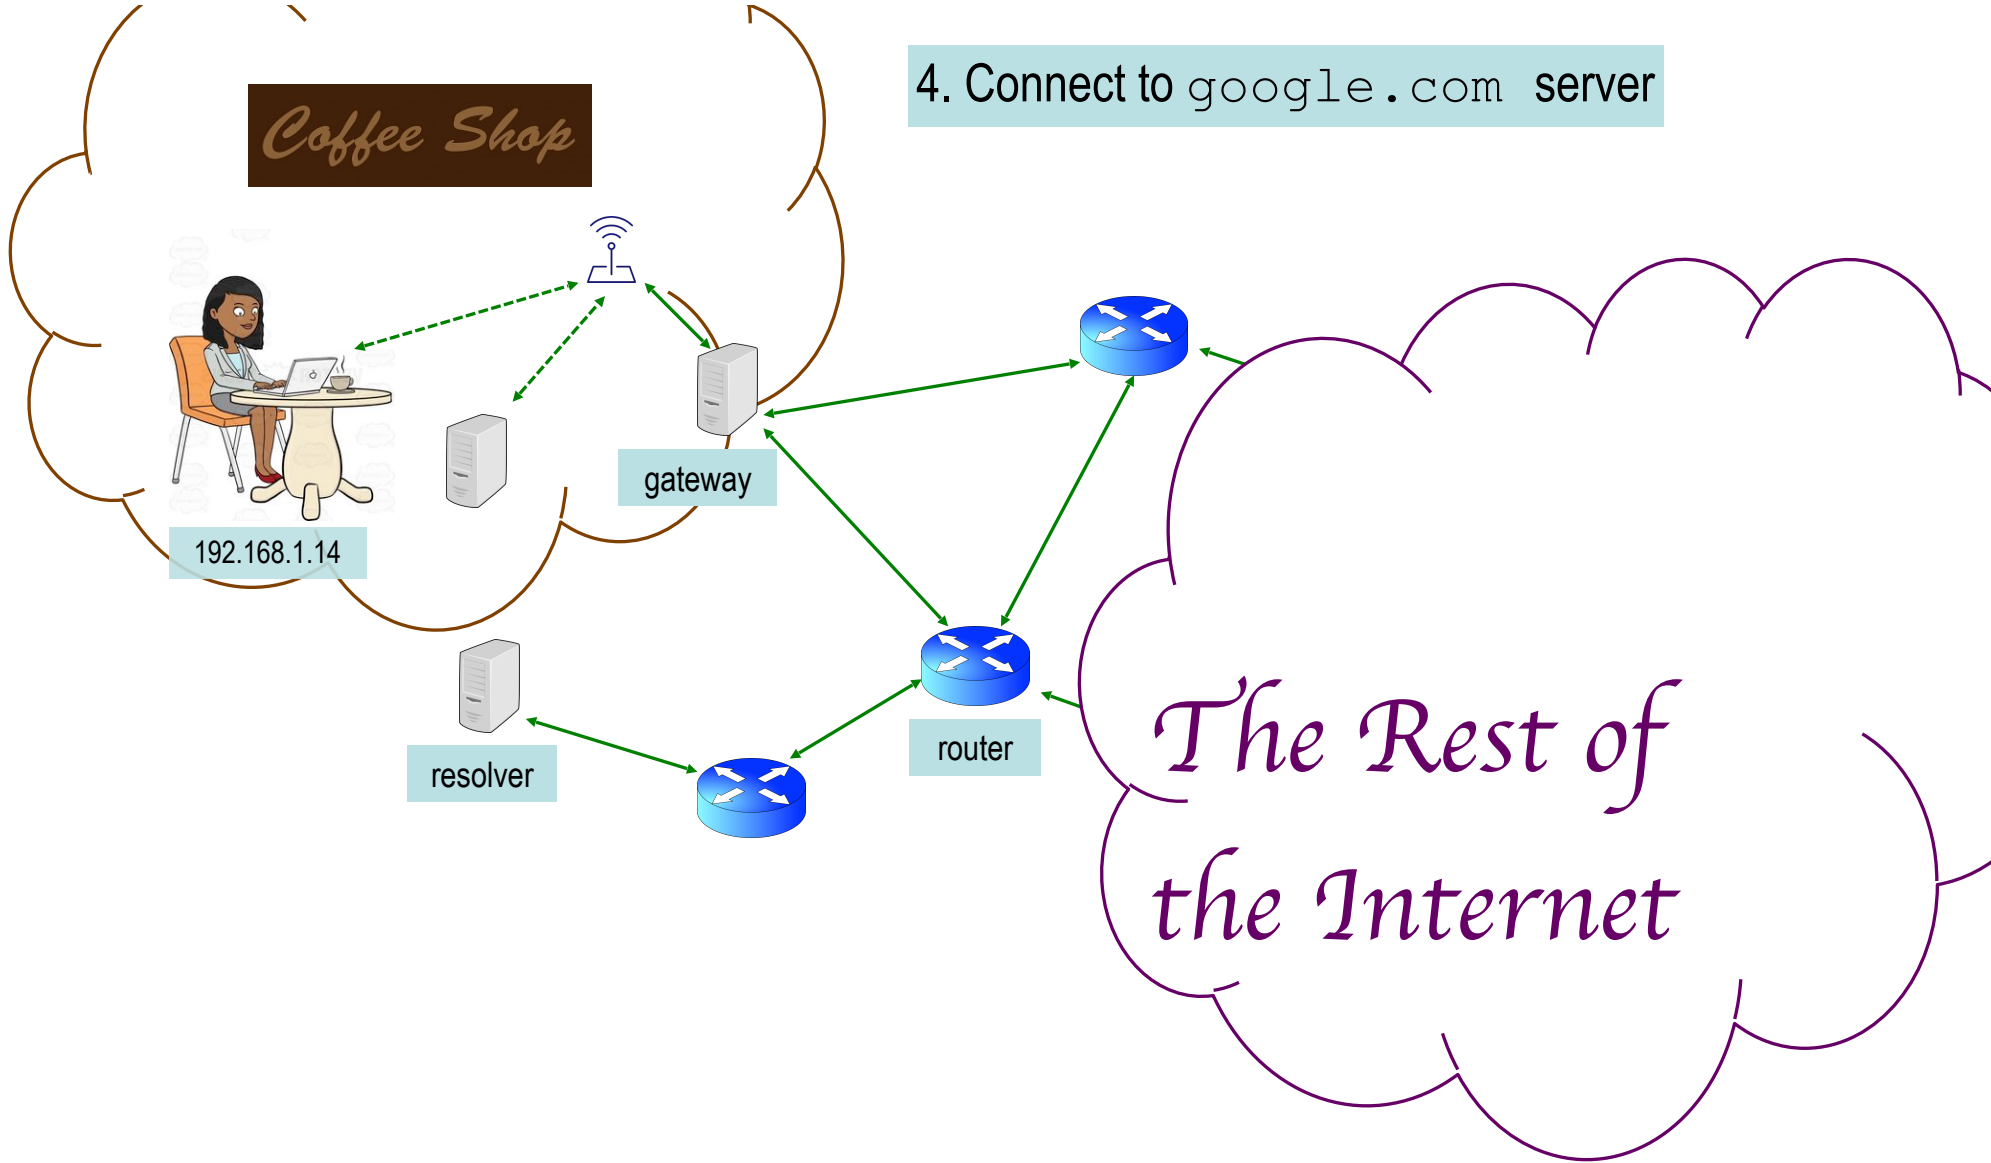 4. Connect to google.com server
Coffee Shop
gateway
192.168.1.14
router
resolver
The Rest of
the Internet